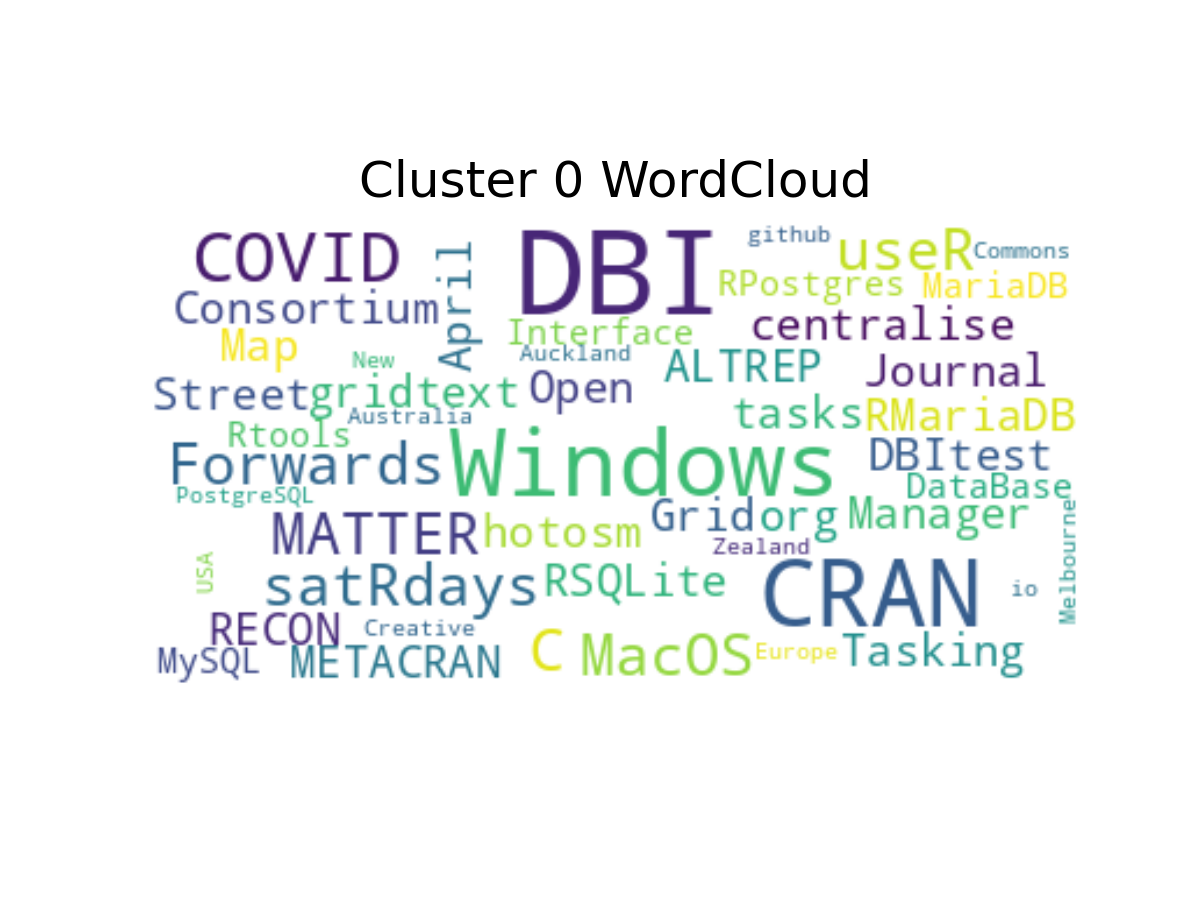 Cluster 0 WordCloud
COVID
April
DBI
github
useR
Commons
RPostgres
MariaDB
Consortium
Interface
centralise
Map
New
Auckland
ALTREP
Journal
Street
gridtext
Open
Australia
tasks
RMariaDB
Rtools
Forwards
Windows
DBItest
DataBase
PostgreSQL
MATTER
hotosm
Grid
org
Manager
Zealand
Melbourne
USA
satRdays
RSQLite
CRAN
io
RECON
Creative
MySQL
METACRAN
C
MacOS
Europe
Tasking